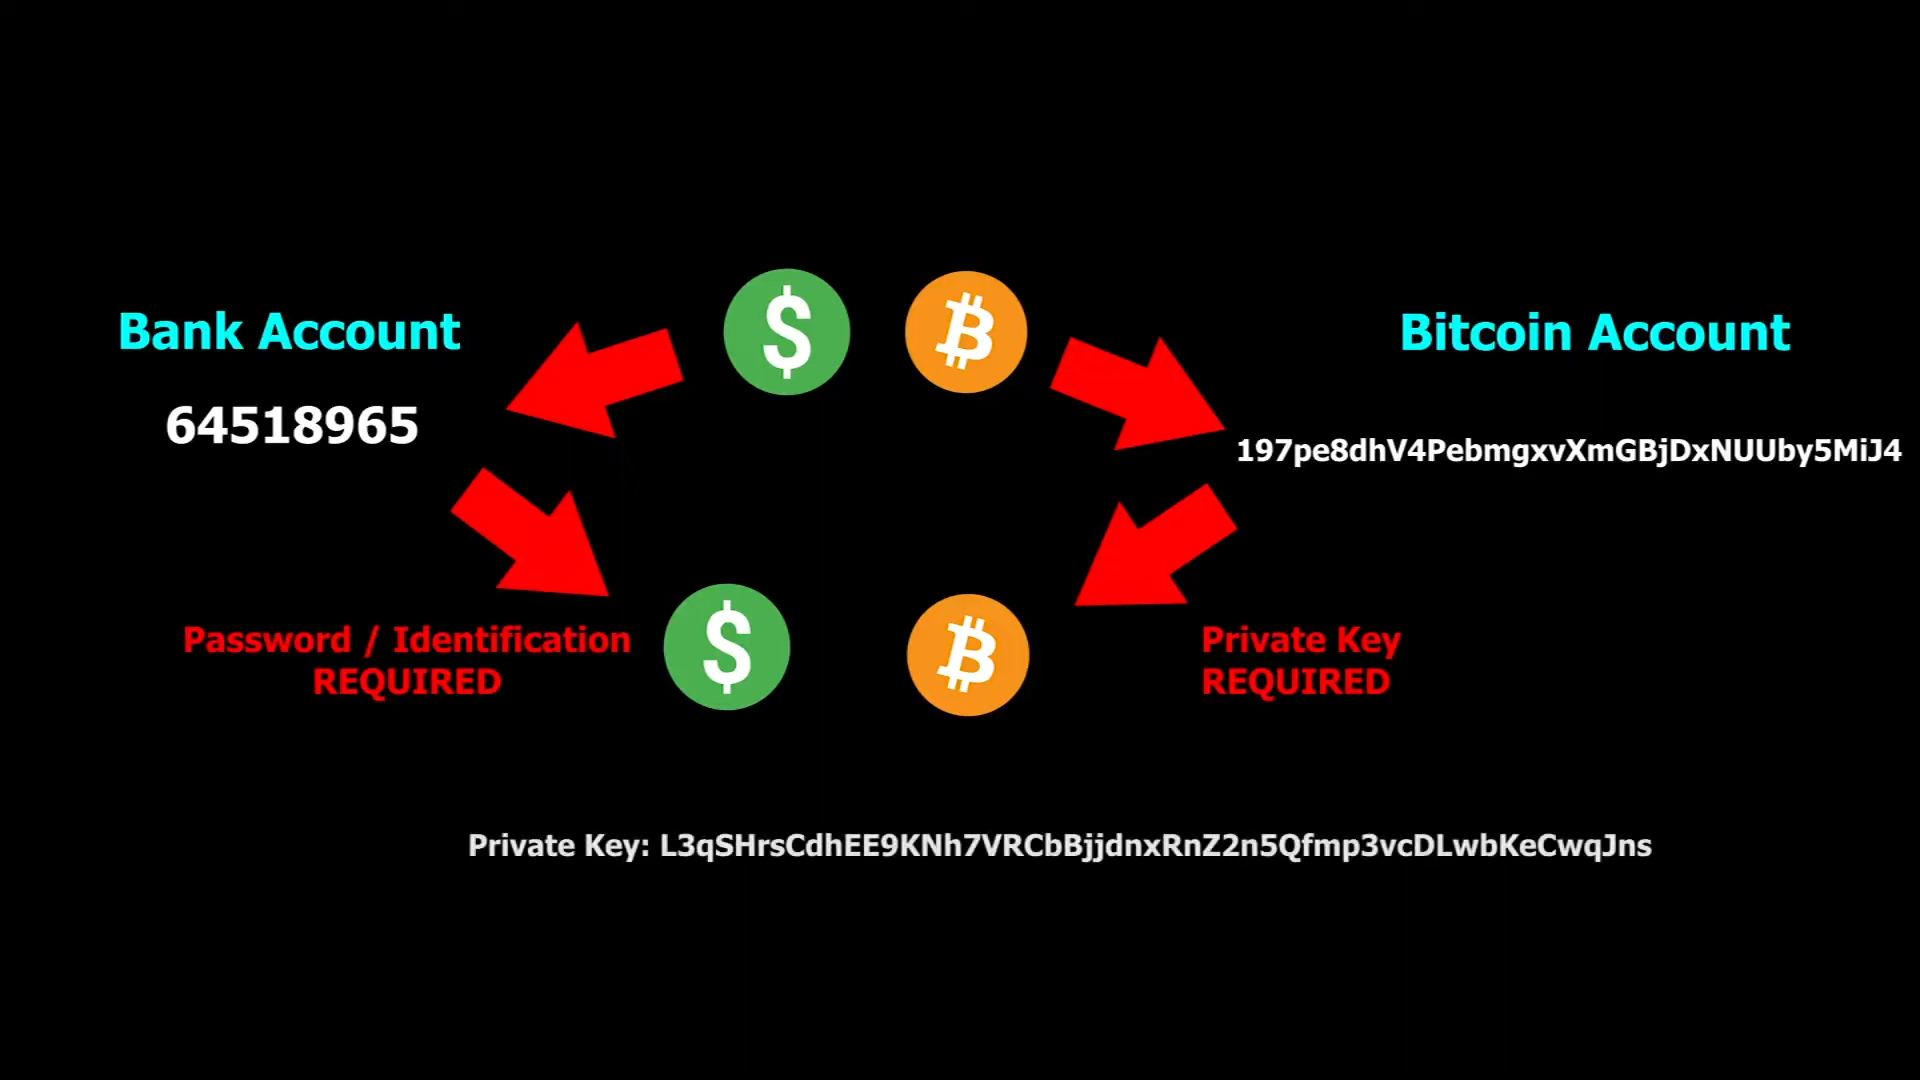 Bank Account
64518965
Bitcoin Account
197pe8dhV4PebmgxvXmGBjDxNUUby5MiJ4
Password / Identification
REQUIRED
Private Key
REQUIRED
Private Key: L3qSHrsCdhEE9KNh7VRCbBjjdnxRnZ2n5Qfmp3vcDLwbKeCwqJns